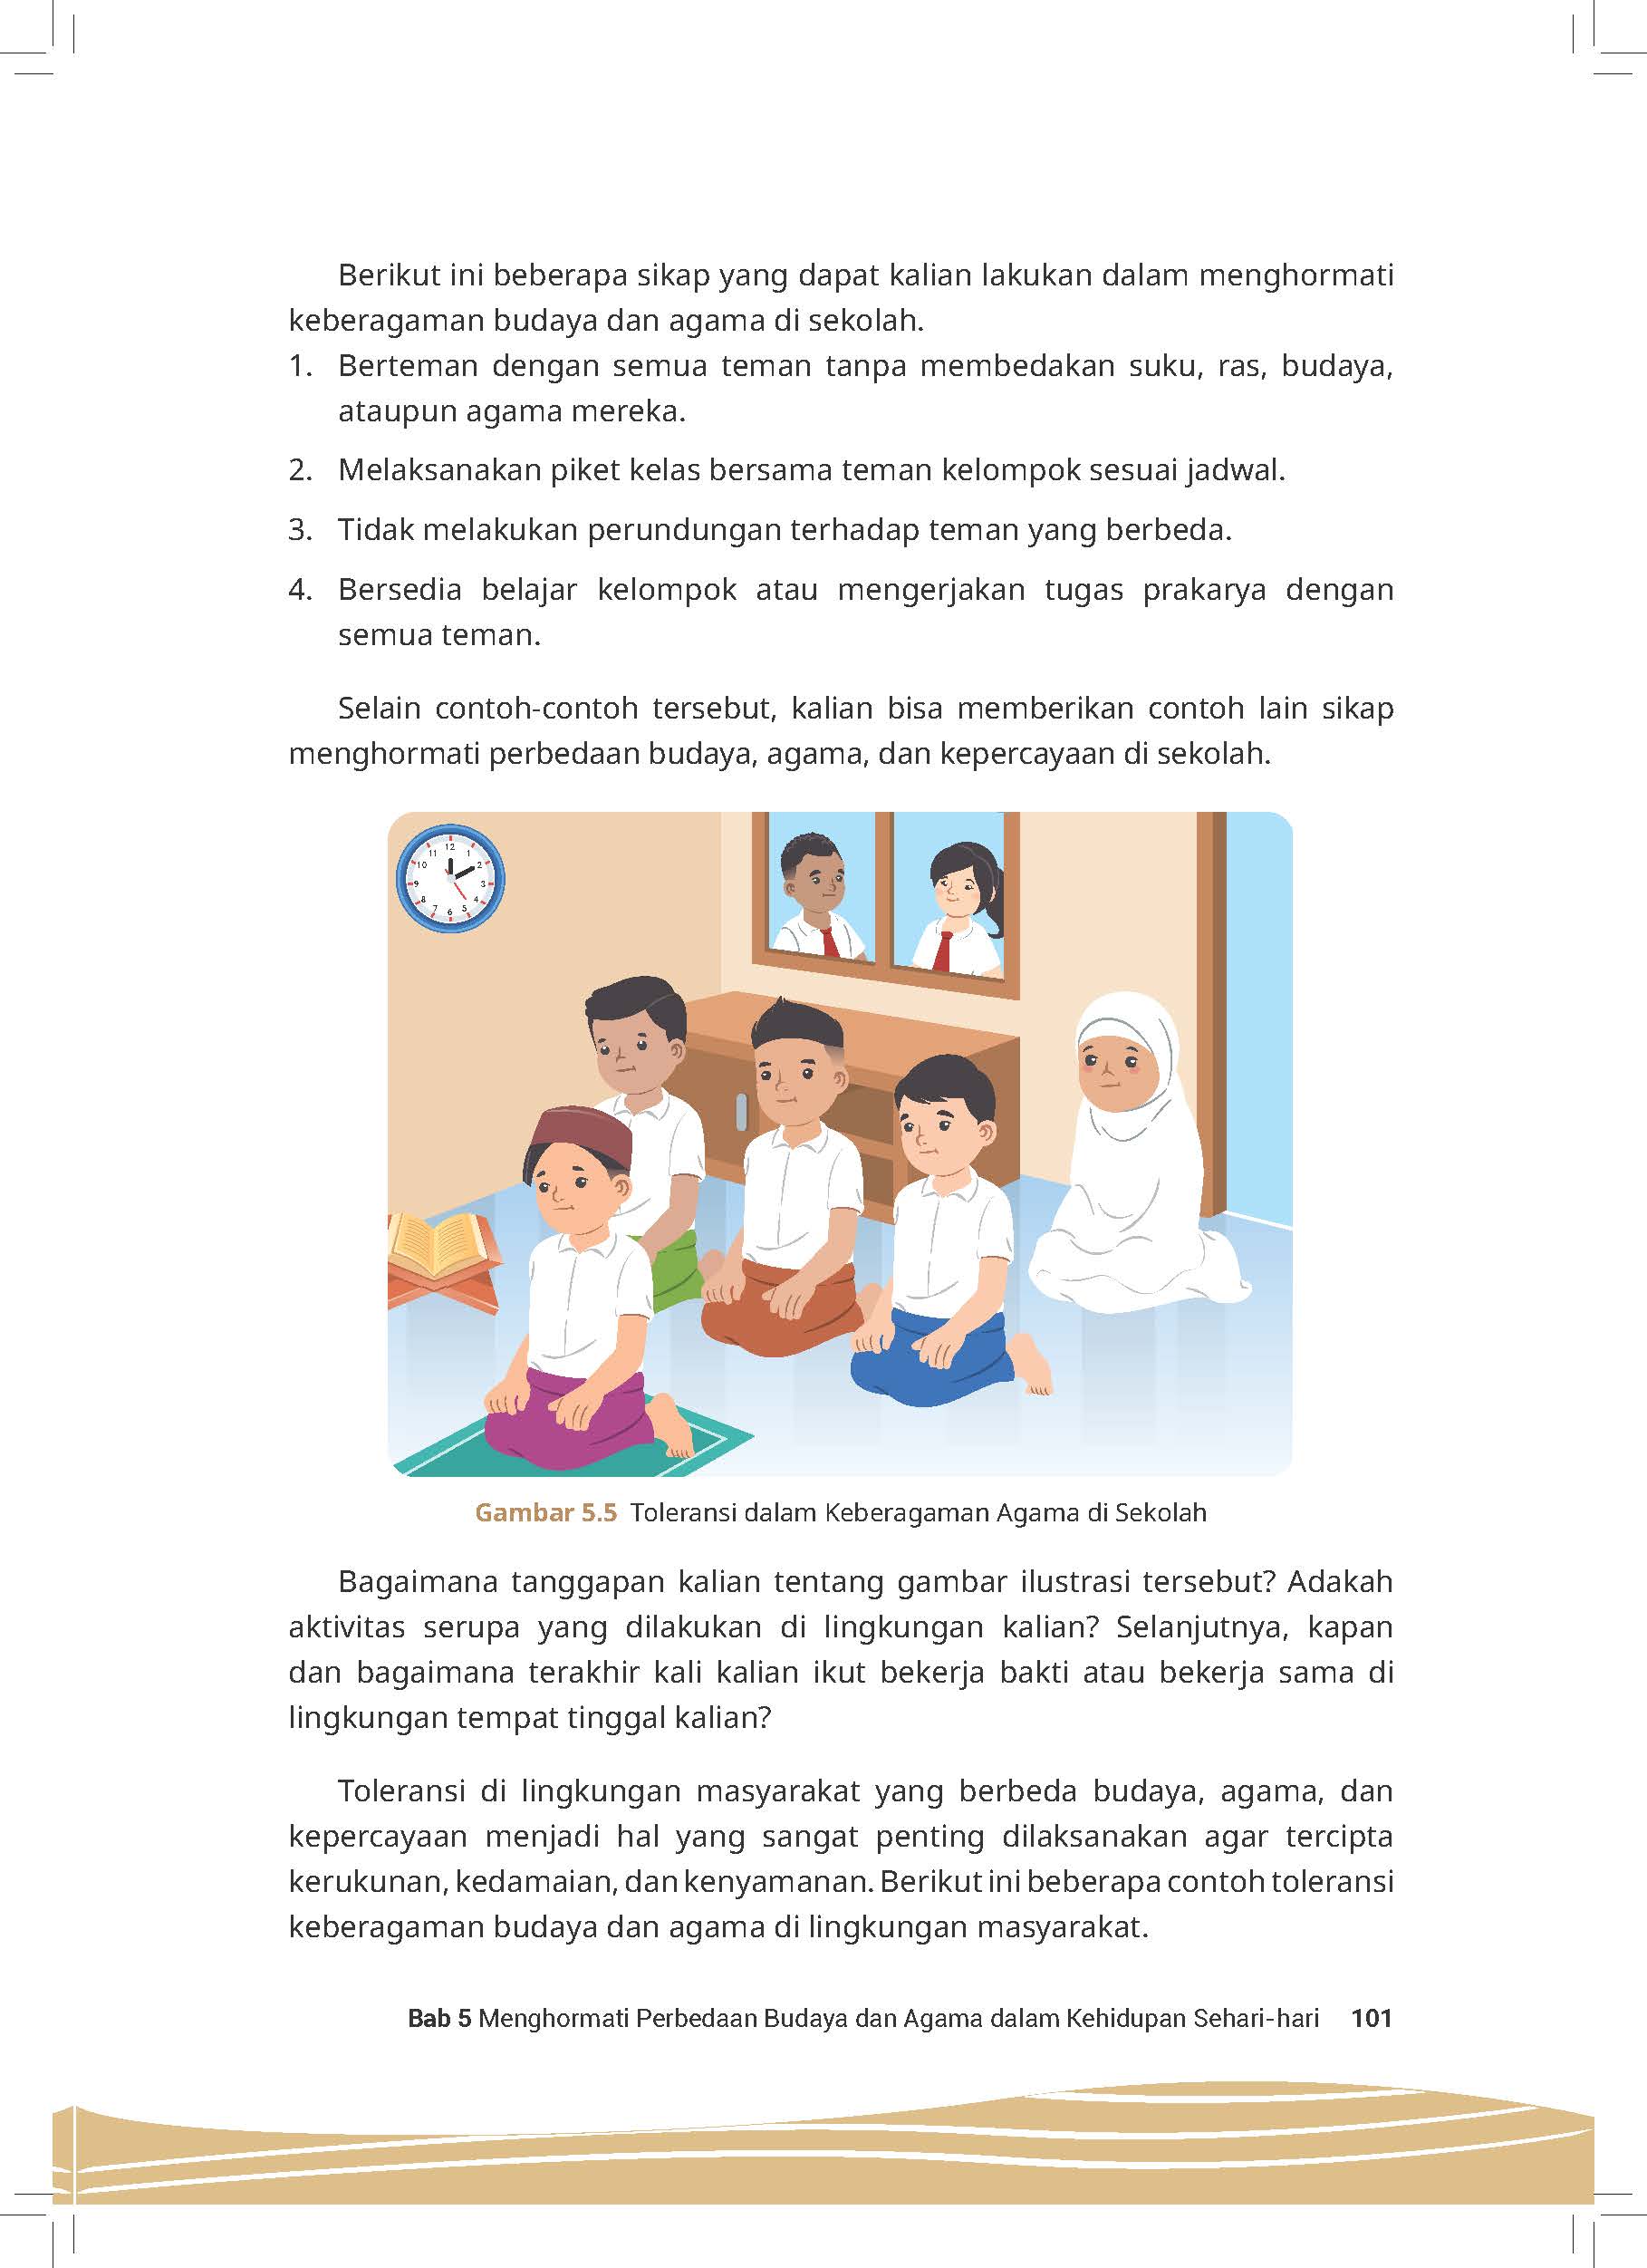 Berikut ini beberapa sikap yang dapat kalian lakukan dalam menghormati
keberagaman budaya dan agama di sekolah.
1. Berteman dengan semua teman tanpa membedakan suku, ras, budaya,
ataupun agama mereka.
2. Melaksanakan piket kelas bersama teman kelompok sesuai jadwal.
3. Tidak melakukan perundungan terhadap teman yang berbeda.
4. Bersedia belajar kelompok atau mengerjakan tugas prakarya dengan
semua teman.
Selain contoh-contoh tersebut, kalian bisa memberikan contoh lain sikap
menghormati perbedaan budaya, agama, dan kepercayaan di sekolah.
12
11 1
10 2
9 3
8 4
7 6 5
Gambar 5.5 Toleransi dalam Keberagaman Agama di Sekolah
Bagaimana tanggapan kalian tentang gambar ilustrasi tersebut? Adakah
aktivitas serupa yang dilakukan di lingkungan kalian? Selanjutnya, kapan
dan bagaimana terakhir kali kalian ikut bekerja bakti atau bekerja sama di
lingkungan tempat tinggal kalian?
Toleransi di lingkungan masyarakat yang berbeda budaya, agama, dan
kepercayaan menjadi hal yang sangat penting dilaksanakan agar tercipta
kerukunan, kedamaian, dan kenyamanan. Berikut ini beberapa contoh toleransi
keberagaman budaya dan agama di lingkungan masyarakat.
Bab 5 Menghormati Perbedaan Budaya dan Agama dalam Kehidupan Sehari-hari 101